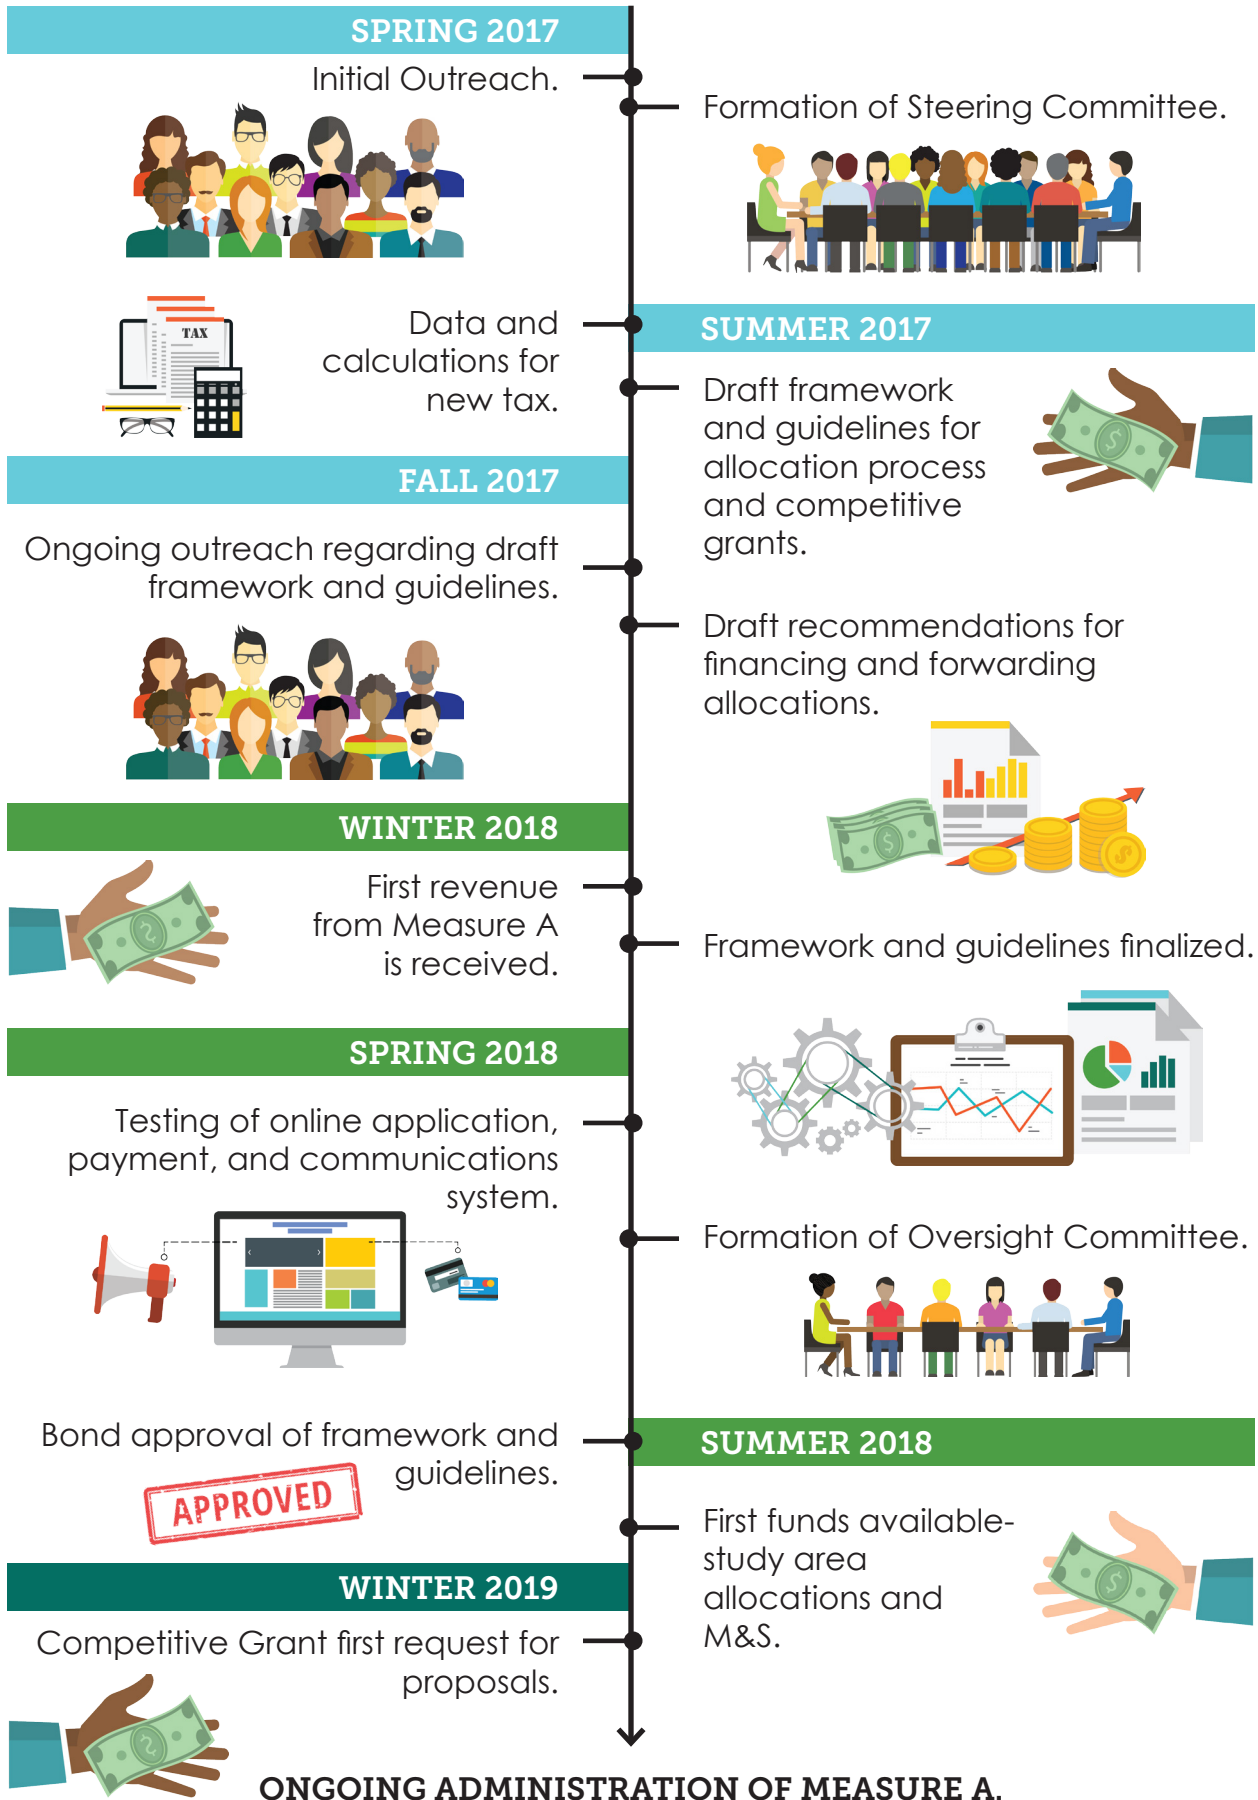 SPRING 2017
Initial Outreach.
Formation of Steering Committee.
TAX
Data and
calculations for
new tax.
SUMMER 2017
Draft framework
and guidelines for
allocation process
and competitive
grants.
FALL 2017
Ongoing outreach regarding draft
framework and guidelines.
Draft recommendations for
financing and forwarding
allocations.
WINTER 2018
First revenue
from Measure A
is received.
Framework and guidelines finalized.
SPRING 2018
Testing of online application,
payment, and communications
system.
Formation of Oversight Committee.
Bond approval of framework and
guidelines.
APPROVED
SUMMER 2018
First funds available-
study area
allocations and
M&S.
WINTER 2019
Competitive Grant first request for
proposals.
ONGOING ADMINISTRATION OF MEASURE A.